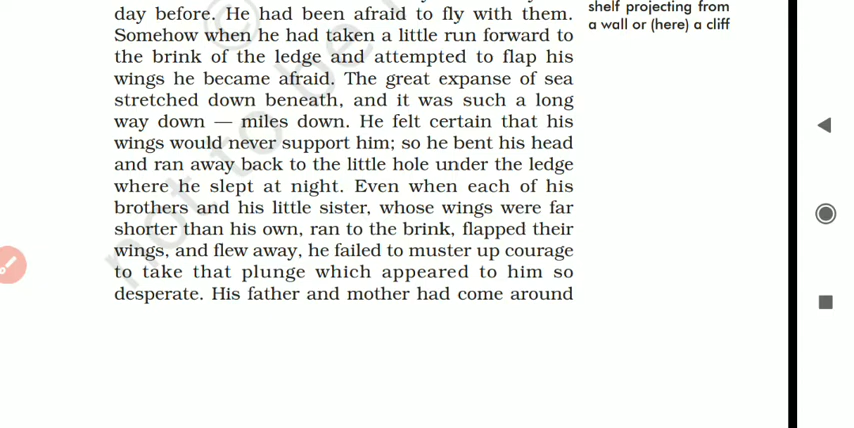 day before. He had been afraid to fly with them.
Somehow when he had taken a little run forward to
the brink of the ledge and attempted to flap his
wings he became afraid. The great expanse of sea
stretched down beneath, and it was such a long
way down — miles down. He felt certain that his
wings would never support him; so he bent his head
and ran away back to the little hole under the ledge
where he slept at night. Even when each of his
brothers and his little sister, whose wings were far
shorter than his own, ran to the brink, flapped their
wings, and flew away, he failed to muster up courage
to take that plunge which appeared to him so
desperate. His father and mother had come around
shelf projecting from
a wall or (here) a cliff
©
not to be